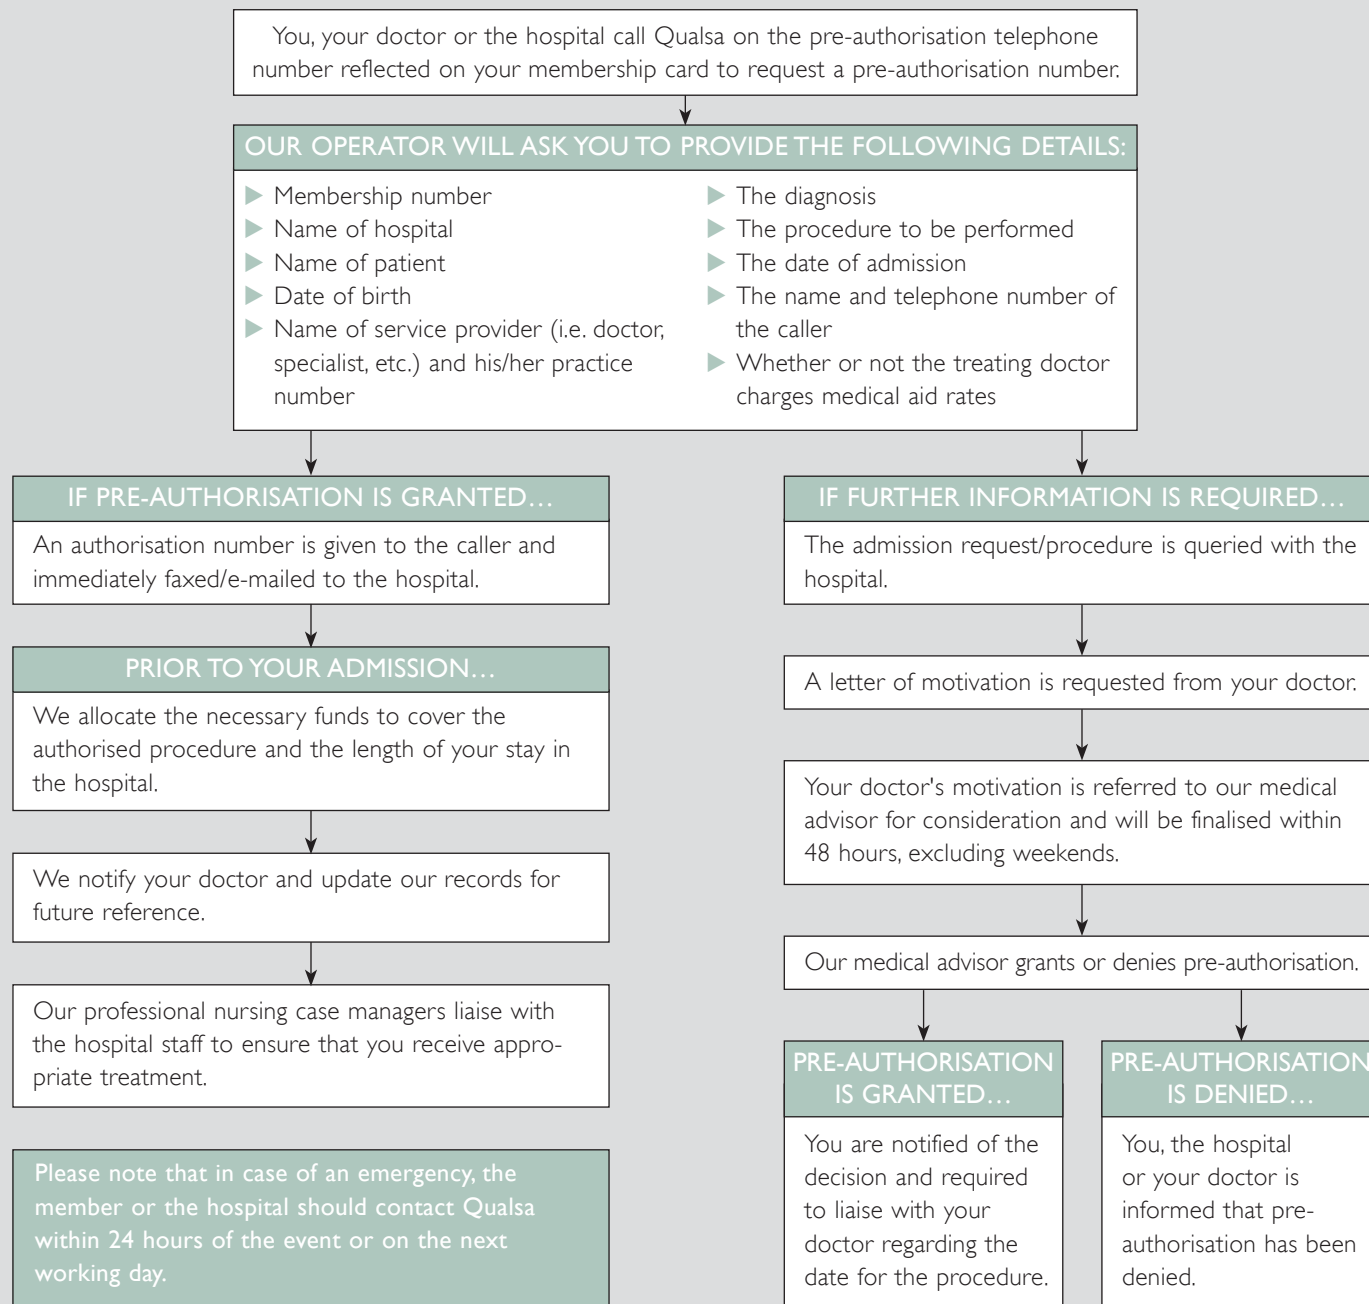 You, your doctor or the hospital call Qualsa on the pre-authorisation telephone
number reflected on your membership card to request a pre-authorisation number.
OUR OPERATOR WILL ASK YOU TO PROVIDE THE FOLLOWING DETAILS:
Membership number
Name of hospital
Name of patient
Date of birth
Name of service provider (i.e. doctor,
specialist, etc.) and his/her practice
number
The diagnosis
The procedure to be performed
The date of admission
The name and telephone number of
the caller
Whether or not the treating doctor
charges medical aid rates
IF PRE-AUTHORISATION IS GRANTED…
An authorisation number is given to the caller and
immediately faxed/e-mailed to the hospital.
PRIOR TO YOUR ADMISSION…
We allocate the necessary funds to cover the
authorised procedure and the length of your stay in
the hospital.
We notify your doctor and update our records for
future reference.
Our professional nursing case managers liaise with
the hospital staff to ensure that you receive appro-
priate treatment.
Please note that in case of an emergency, the
member or the hospital should contact Qualsa
within 24 hours of the event or on the next
working day.
IF FURTHER INFORMATION IS REQUIRED…
The admission request/procedure is queried with the
hospital.
A letter of motivation is requested from your doctor.
Your doctor's motivation is referred to our medical
advisor for consideration and will be finalised within
48 hours, excluding weekends.
Our medical advisor grants or denies pre-authorisation.
PRE-AUTHORISATION
IS GRANTED…
You are notified of the
decision and required
to liaise with your
doctor regarding the
date for the procedure.
PRE-AUTHORISATION
IS DENIED…
You, the hospital
or your doctor is
informed that pre-
authorisation has been
denied.